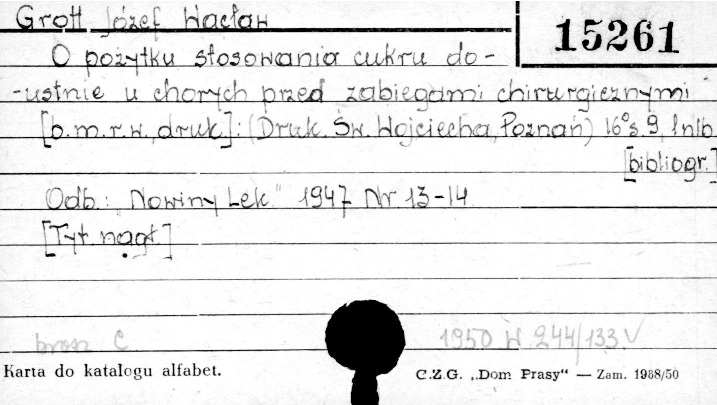 Grott Józef Wacław
15261
O pożytku stosowania cukru do-
-ustnie u chorych przed zabiegami chirurgicznymi
[b.m.r.w., druk]: (Druk. Św. Wojciecha, Poznań) 16° s. 9, 1 nlb.
[bibliogr.]
Odb.: „Nowiny Lek." 1947 Nr. 13-14
[Tyt. nagł.]
brosz C 1950 W 244/133 V
Karta do katalogu alfabet.
C.Z.G. „Dom Prasy“ — Zam. 1988/50